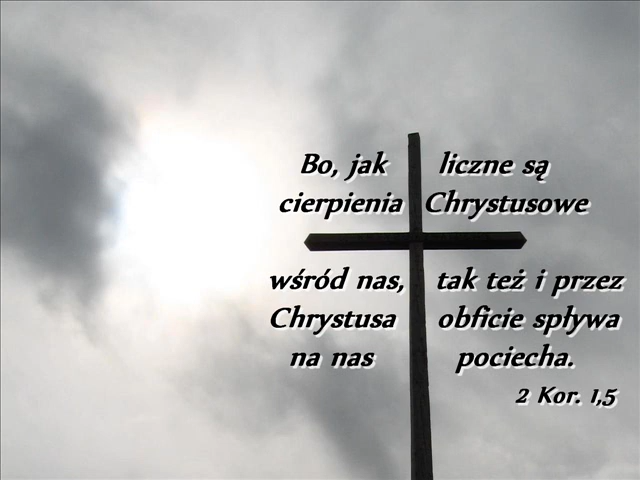 Bo, jak liczne są
cierpienia Chrystusowe
wśród nas, tak też i przez
Chrystusa obficie spływa
na nas pociecha.
2 Kor. 1,5